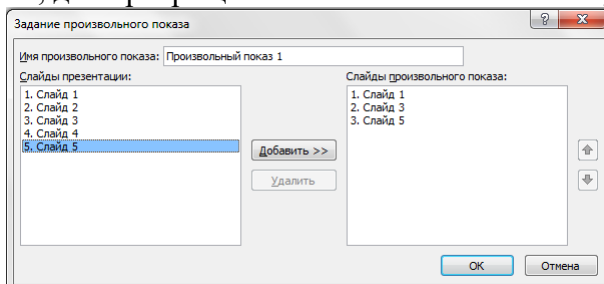 Задание произвольного показа
Имя произвольного показа: Произвольный показ 1
Слайды презентации:
1. Слайд 1
2. Слайд 2
3. Слайд 3
4. Слайд 4
5. Слайд 5
Добавить >>
Удалить
Слайды произвольного показа:
1. Слайд 1
2. Слайд 3
3. Слайд 5
ОК
Отмена